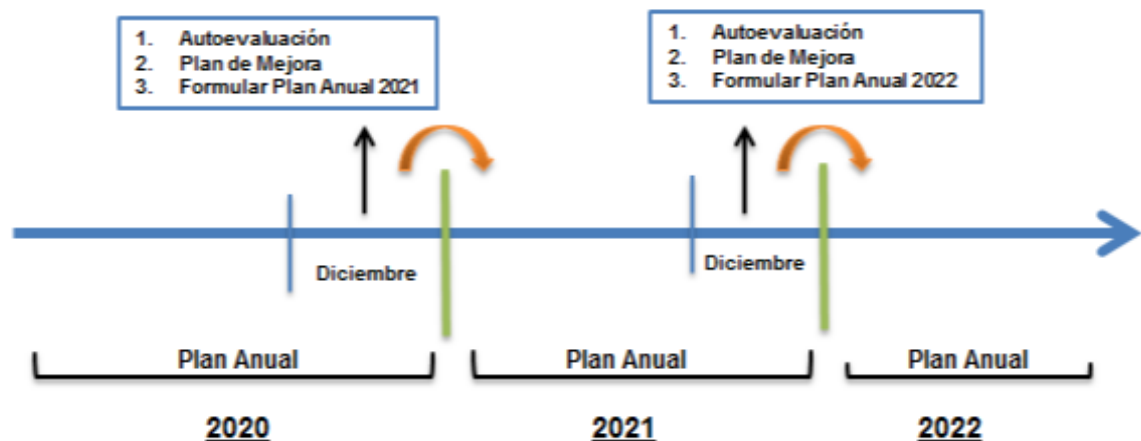 1. Autoevaluación
2. Plan de Mejora
3. Formular Plan Anual 2021
1. Autoevaluación
2. Plan de Mejora
3. Formular Plan Anual 2022
Diciembre
Diciembre
Plan Anual
Plan Anual
Plan Anual
2020
2021
2022